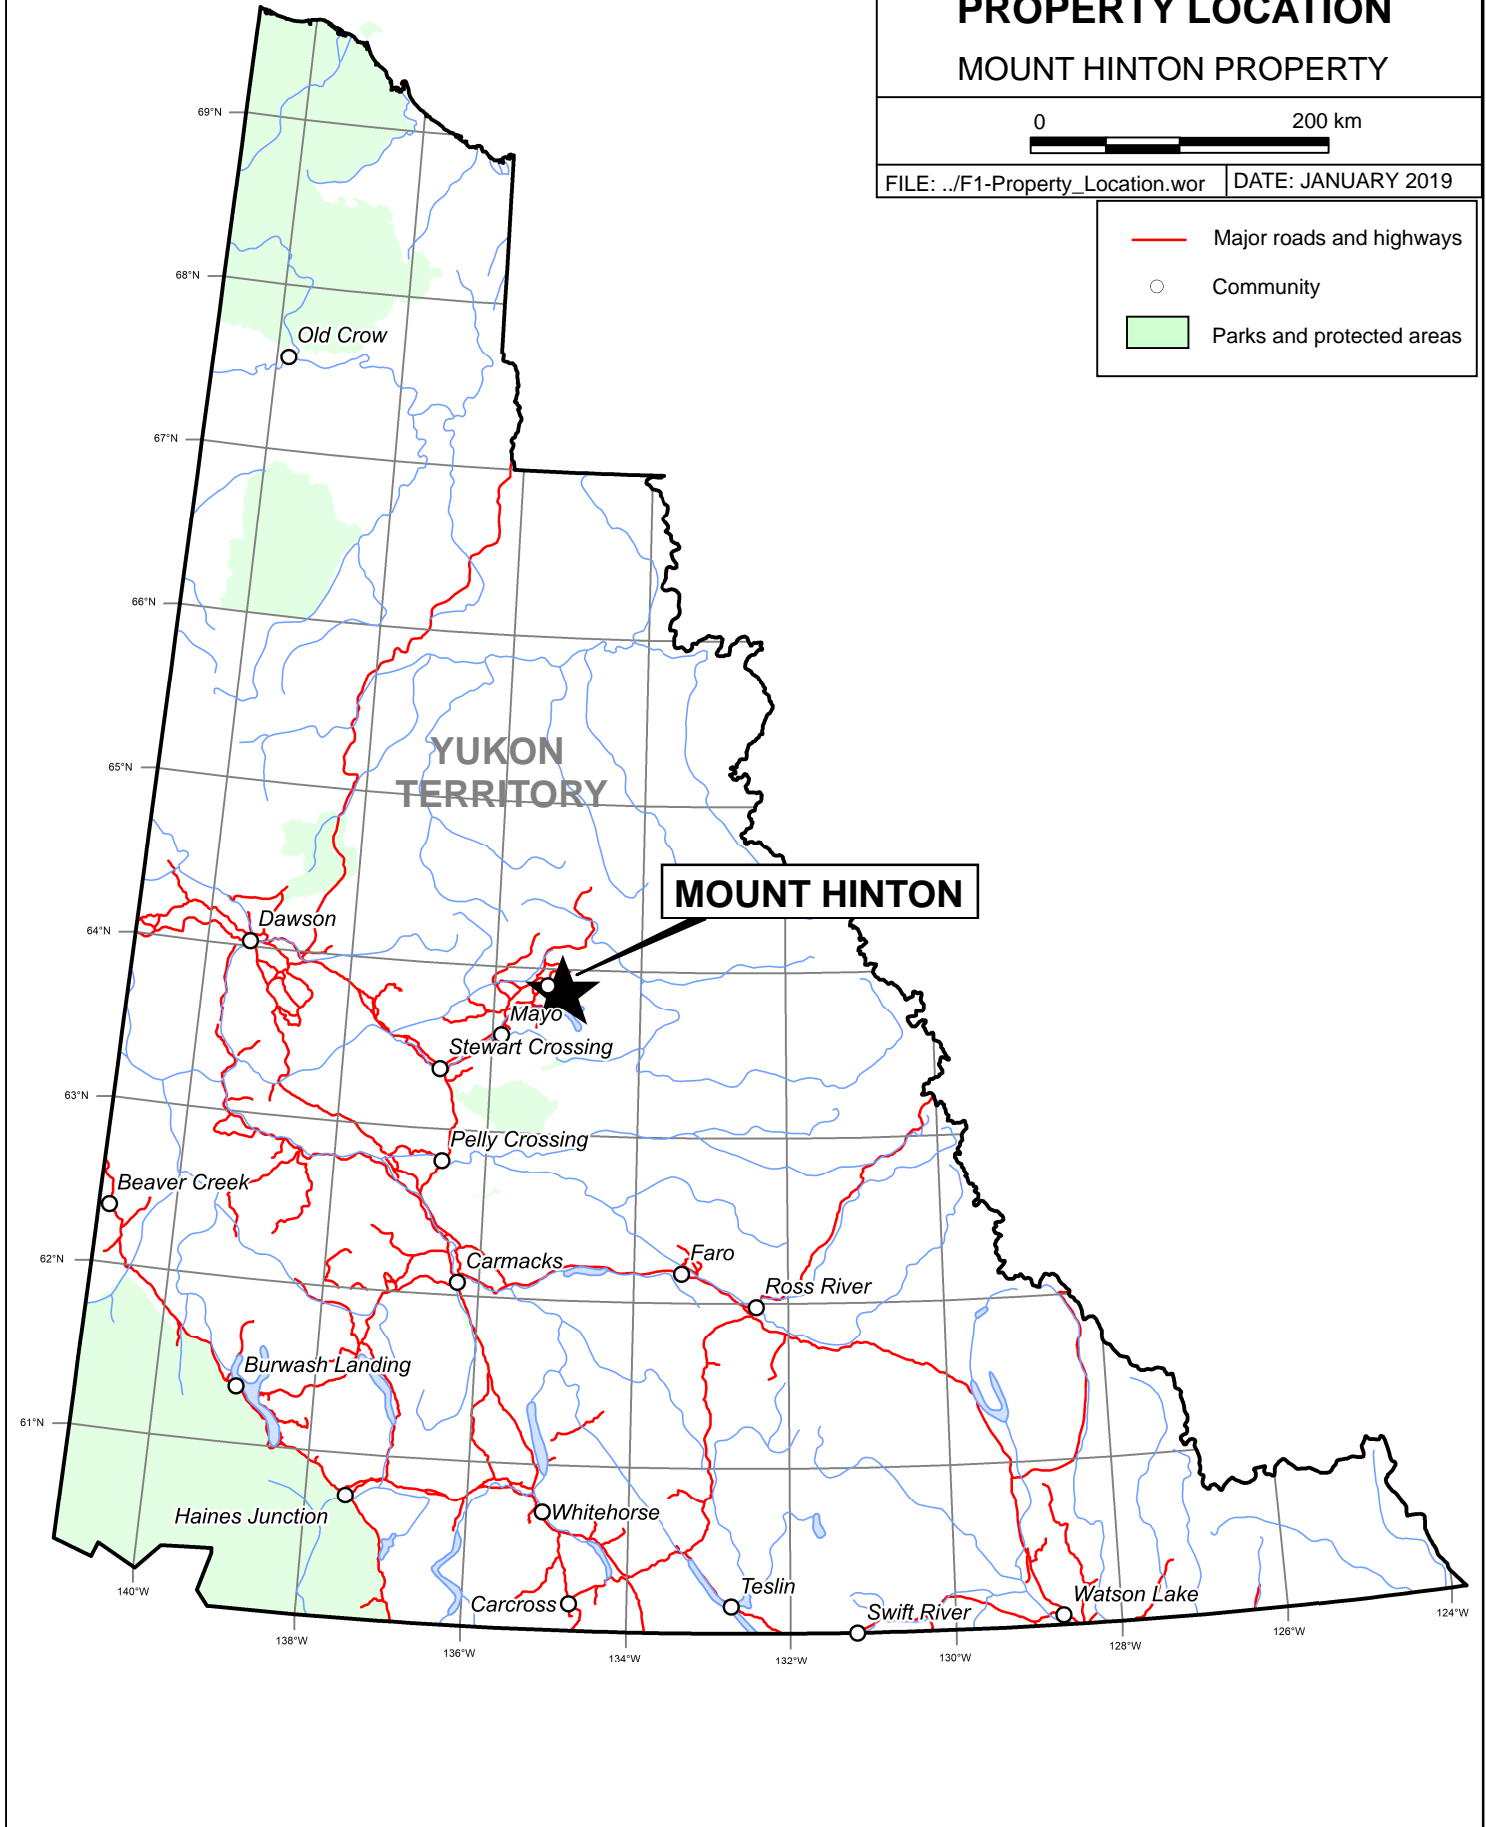 PROPERTY LOCATION
MOUNT HINTON PROPERTY
0 200 km
FILE: ../F1-Property_Location.wor DATE: JANUARY 2019
Major roads and highways
Community
Parks and protected areas
69°N
68°N
Old Crow
67°N
66°N
YUKON
TERRITORY
65°N
MOUNT HINTON
Dawson
64°N
Mayo
Stewart Crossing
63°N
Pelly Crossing
Beaver Creek
62°N
Carmacks
Faro
Ross River
Burwash Landing
61°N
Haines Junction
Whitehorse
Teslin
Carcross
Swift River
Watson Lake
140°W
138°W
136°W
134°W
132°W
130°W
128°W
126°W
124°W